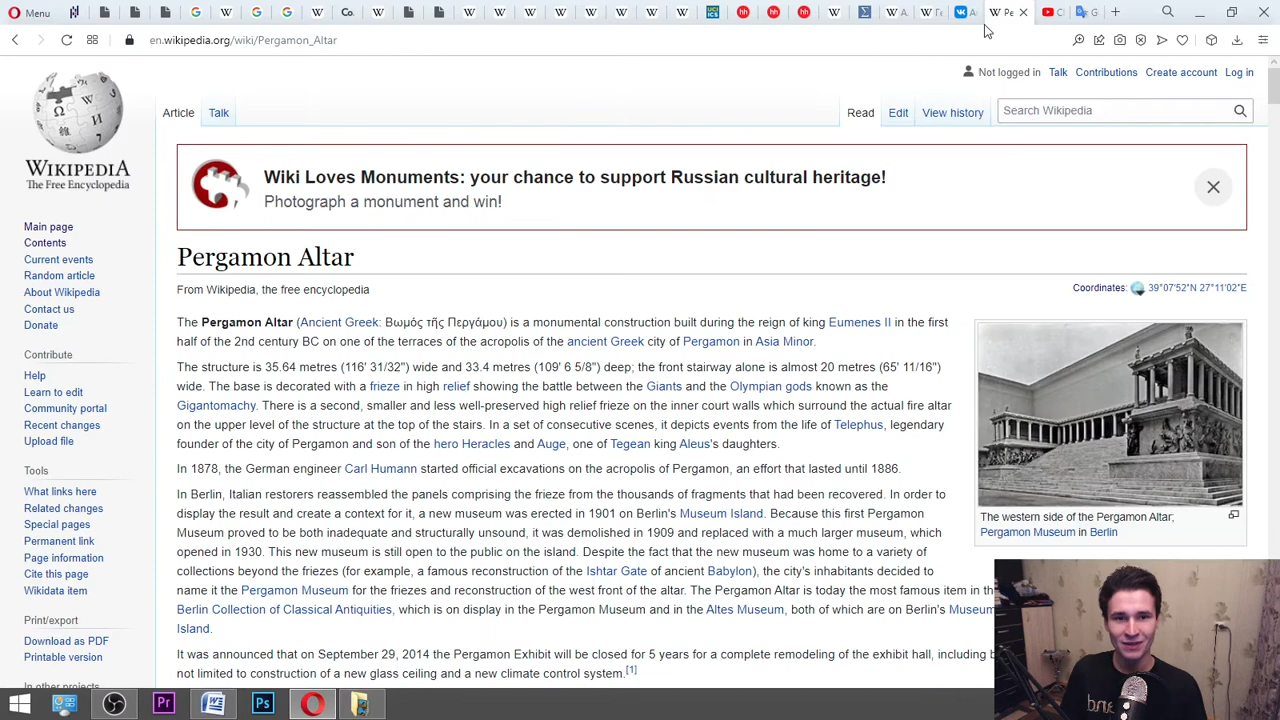 Menu
Co.
UCI
ICS
hh
hh
hh
A
Pe
en.wikipedia.org/wiki/Pergamon_Altar
Not logged in Talk Contributions Create account Log in
Article Talk Read Edit View history Search Wikipedia
WIKIPEDIA
The Free Encyclopedia
Main page
Contents
Current events
Random article
About Wikipedia
Contact us
Donate
Contribute
Help
Learn to edit
Community portal
Recent changes
Upload file
Tools
What links here
Related changes
Special pages
Permanent link
Page information
Cite this page
Wikidata item
Print/export
Download as PDF
Printable version
In other projects
Wiki Loves Monuments: your chance to support Russian cultural heritage!
Photograph a monument and win!
Pergamon Altar
From Wikipedia, the free encyclopedia
Coordinates: 39°07′52″N 27°11′02″E
The Pergamon Altar (Ancient Greek: Βωμός τῆς Περγάμου) is a monumental construction built during the reign of king Eumenes II in the first
half of the 2nd century BC on one of the terraces of the acropolis of the ancient Greek city of Pergamon in Asia Minor.
The structure is 35.64 metres (116' 31/32") wide and 33.4 metres (109' 6 5/8") deep; the front stairway alone is almost 20 metres (65' 11/16")
wide. The base is decorated with a frieze in high relief showing the battle between the Giants and the Olympian gods known as the
Gigantomachy. There is a second, smaller and less well-preserved high relief frieze on the inner court walls which surround the actual fire altar
on the upper level of the structure at the top of the stairs. In a set of consecutive scenes, it depicts events from the life of Telephus, legendary
founder of the city of Pergamon and son of the hero Heracles and Auge, one of Tegean king Aleus's daughters.
In 1878, the German engineer Carl Humann started official excavations on the acropolis of Pergamon, an effort that lasted until 1886.
In Berlin, Italian restorers reassembled the panels comprising the frieze from the thousands of fragments that had been recovered. In order to
display the result and create a context for it, a new museum was erected in 1901 on Berlin's Museum Island. Because this first Pergamon
Museum proved to be both inadequate and structurally unsound, it was demolished in 1909 and replaced with a much larger museum, which
opened in 1930. This new museum is still open to the public on the island. Despite the fact that the new museum was home to a variety of
collections beyond the friezes (for example, a famous reconstruction of the Ishtar Gate of ancient Babylon), the city's inhabitants decided to
name it the Pergamon Museum for the friezes and reconstruction of the west front of the altar. The Pergamon Altar is today the most famous item in the
Berlin Collection of Classical Antiquities, which is on display in the Pergamon Museum and in the Altes Museum, both of which are on Berlin's Museum
Island.
It was announced that on September 29, 2014 the Pergamon Exhibit will be closed for 5 years for a complete remodeling of the exhibit hall, including b
not limited to construction of a new glass ceiling and a new climate control system.[1]
The western side of the Pergamon Altar;
Pergamon Museum in Berlin
Pr
Ps